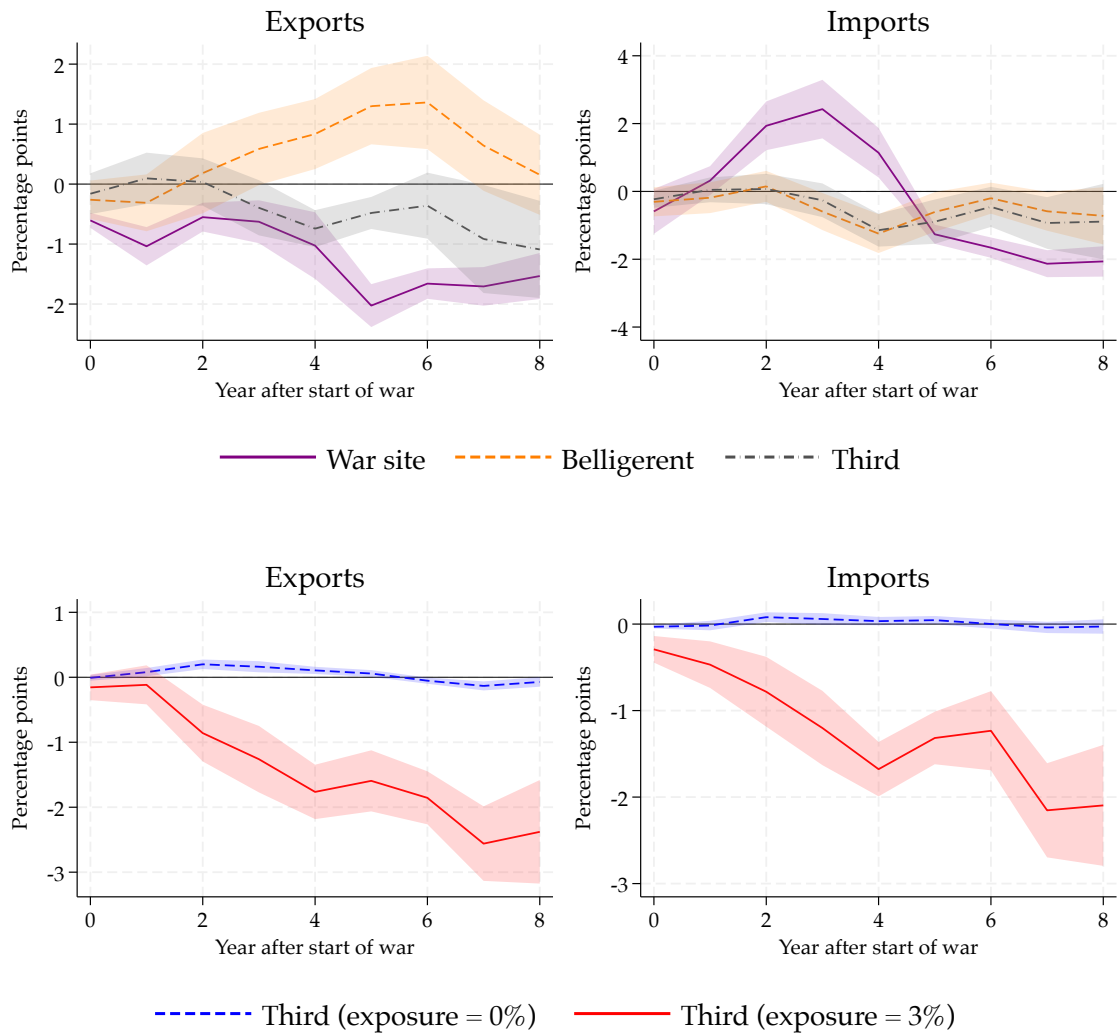 Exports
Imports
Percentage points
2
1
0
-1
-2
0
2
4
6
8
Year after start of war
Percentage points
4
2
0
-2
-4
0
2
4
6
8
Year after start of war
War site
Belligerent
Third
Exports
Imports
Percentage points
1
0
-1
-2
-3
0
2
4
6
8
Year after start of war
Percentage points
0
-1
-2
-3
0
2
4
6
8
Year after start of war
Third (exposure = 0%)
Third (exposure = 3%)